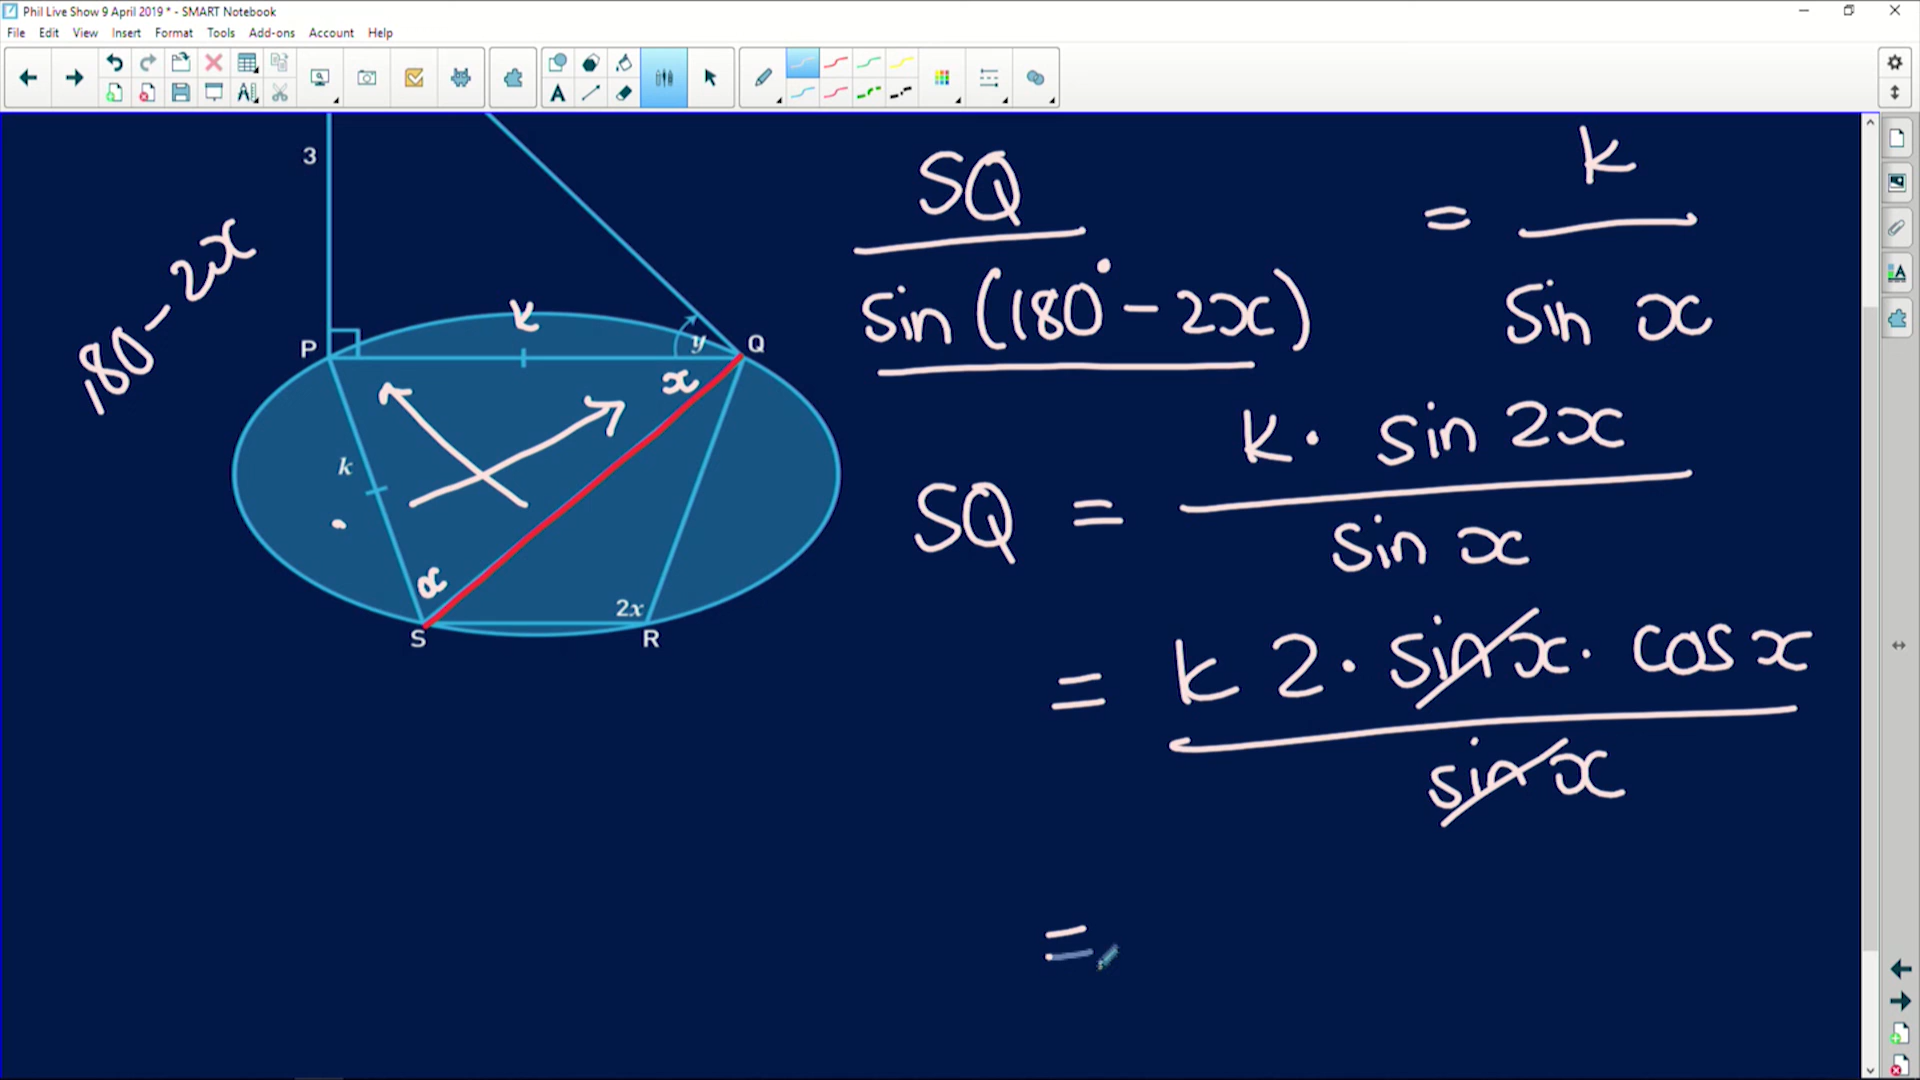 Phil Live Show 9 April 2019 * - SMART Notebook
File Edit View Insert Format Tools Add-ons Account Help
3
180 - 2x
k
P
y
Q
x
k
x
2x
S
R
SQ / sin (180° - 2x) = k / sin x
SQ = k · sin 2x / sin x
= k 2 · sin x · cos x / sin x
=